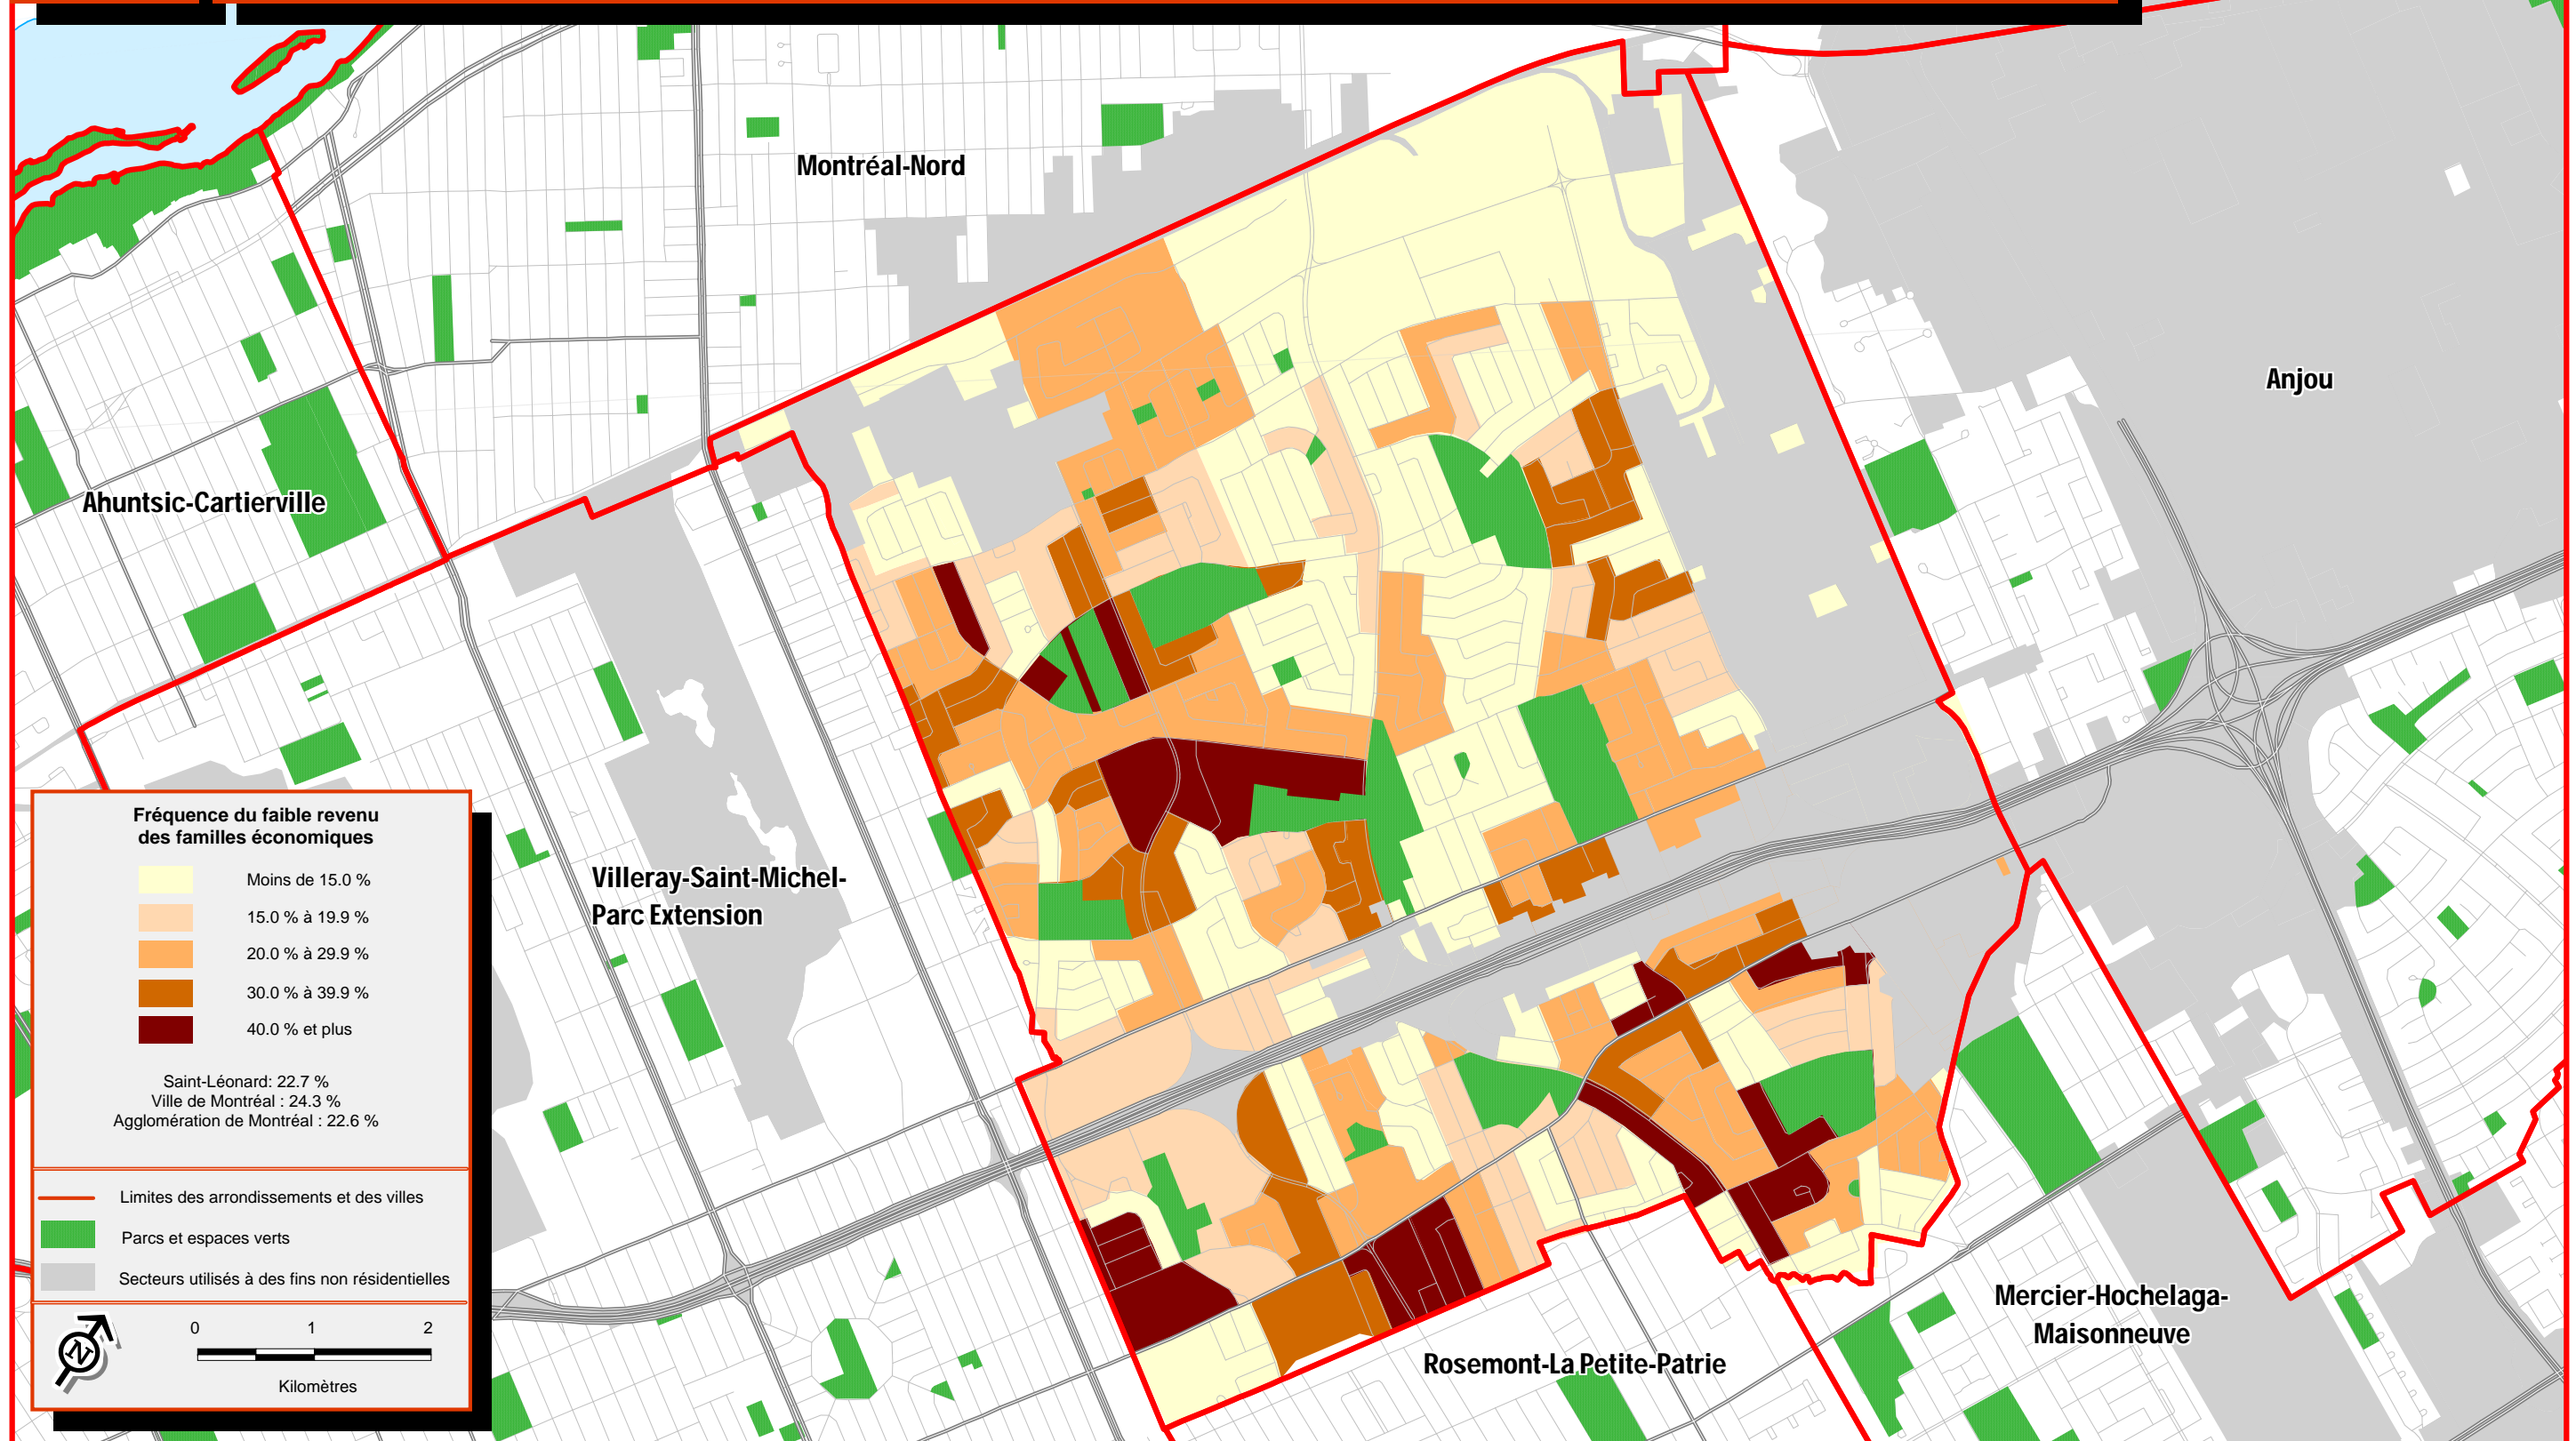 Montréal-Nord
Anjou
Ahuntsic-Cartierville
Villeray-Saint-Michel-
Parc Extension
Mercier-Hochelaga-
Maisonneuve
Rosemont-La Petite-Patrie
Fréquence du faible revenu
des familles économiques
Moins de 15.0 %
15.0 % à 19.9 %
20.0 % à 29.9 %
30.0 % à 39.9 %
40.0 % et plus
Saint-Léonard: 22.7 %
Ville de Montréal : 24.3 %
Agglomération de Montréal : 22.6 %
Limites des arrondissements et des villes
Parcs et espaces verts
Secteurs utilisés à des fins non résidentielles
N
0 1 2
Kilomètres